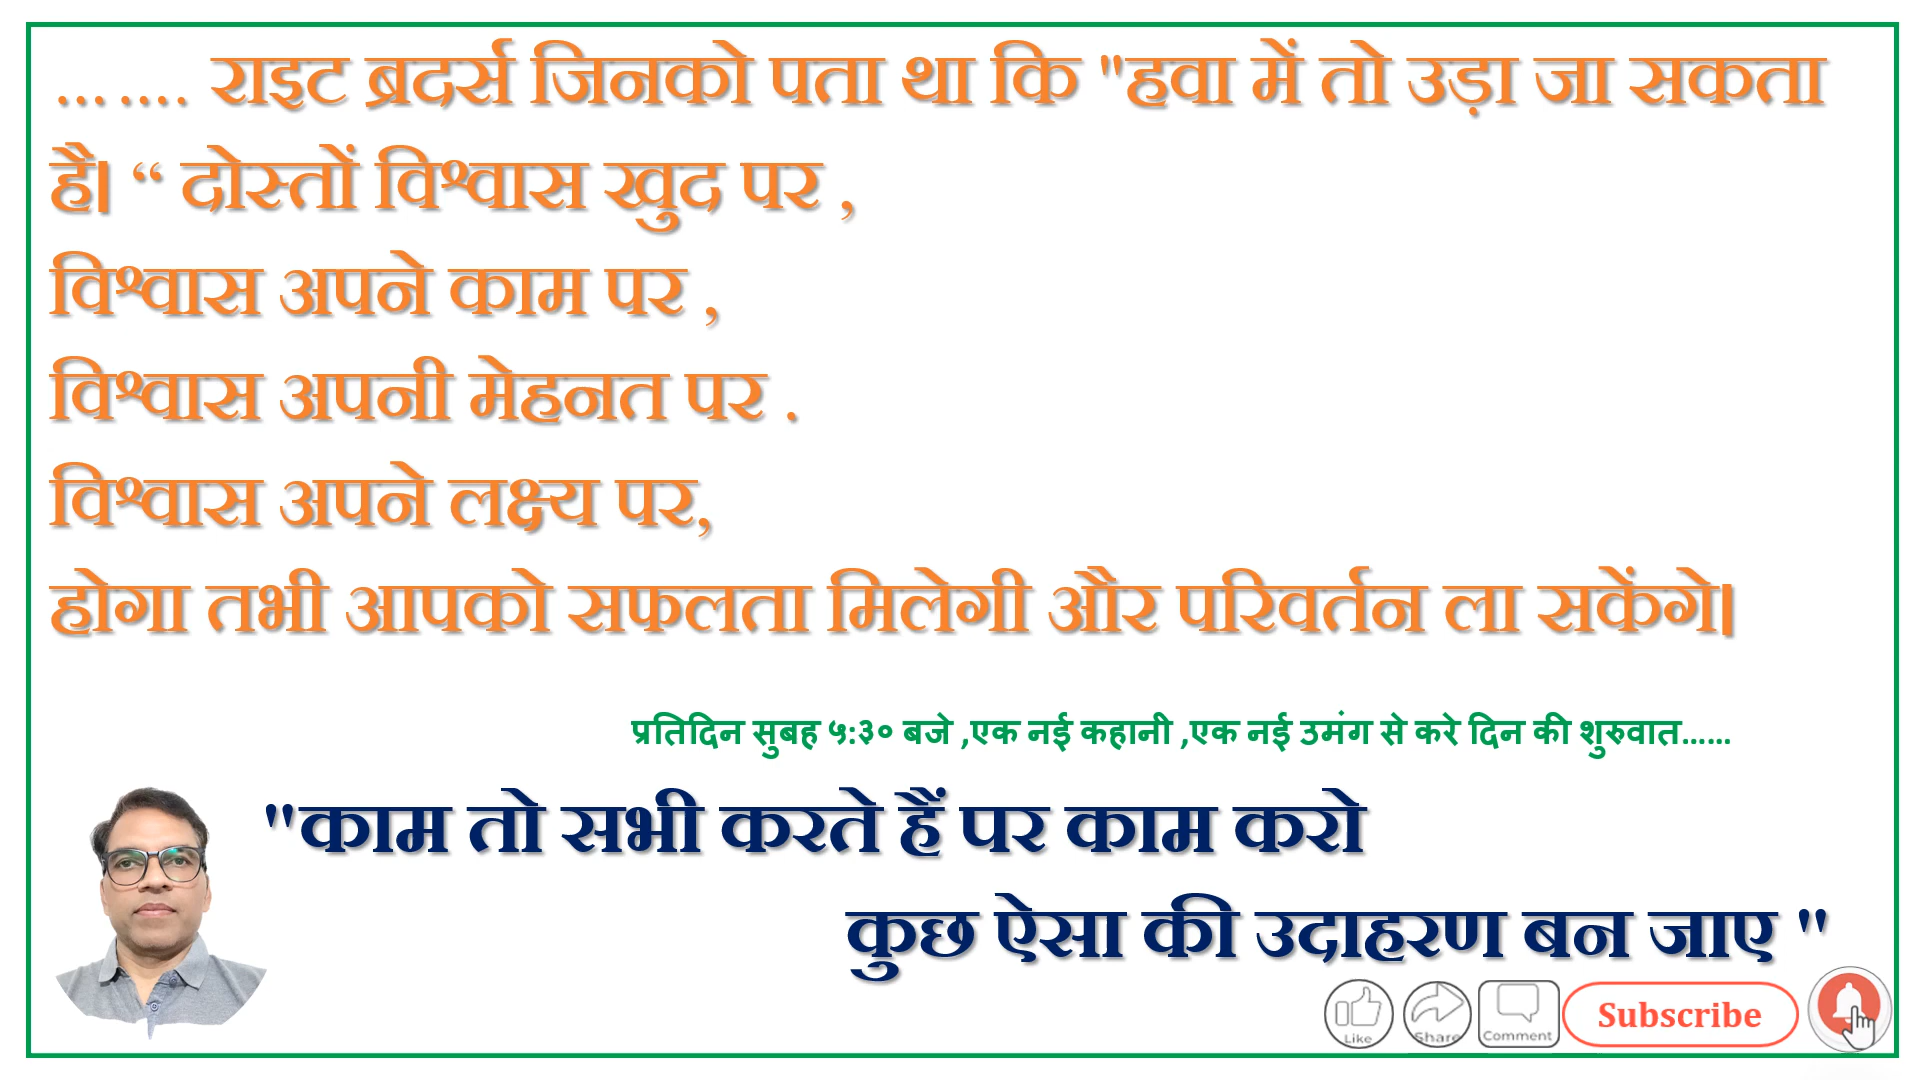 ……. राइट ब्रदर्स जिनको पता था कि "हवा में तो उड़ा जा सकता
है। “ दोस्तों विश्वास खुद पर ,
विश्वास अपने काम पर ,
विश्वास अपनी मेहनत पर .
विश्वास अपने लक्ष्य पर,
होगा तभी आपको सफलता मिलेगी और परिवर्तन ला सकेंगे।
प्रतिदिन सुबह ५:३० बजे ,एक नई कहानी ,एक नई उमंग से करे दिन की शुरुवात……
"काम तो सभी करते हैं पर काम करो
कुछ ऐसा की उदाहरण बन जाए "
Like Share Comment Subscribe